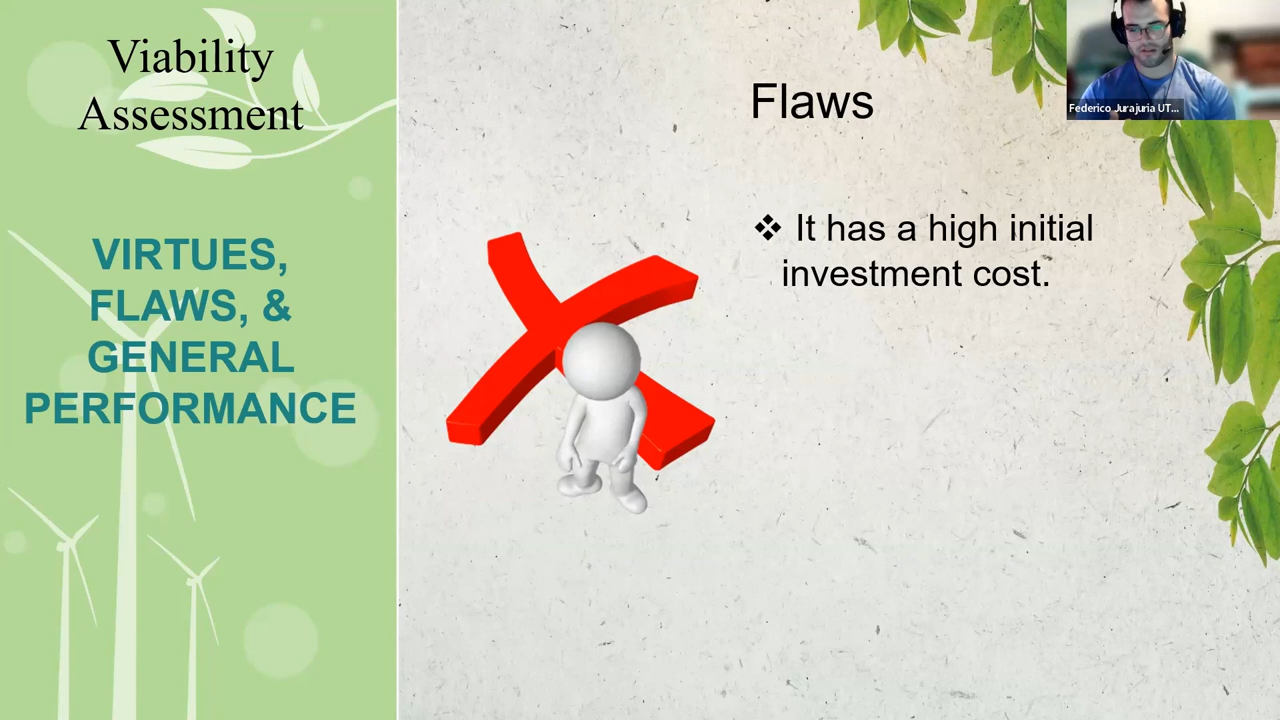 Viability
Assessment
VIRTUES,
FLAWS, &
GENERAL
PERFORMANCE
Flaws
❖ It has a high initial
investment cost.
Federico Jurajuria UT...